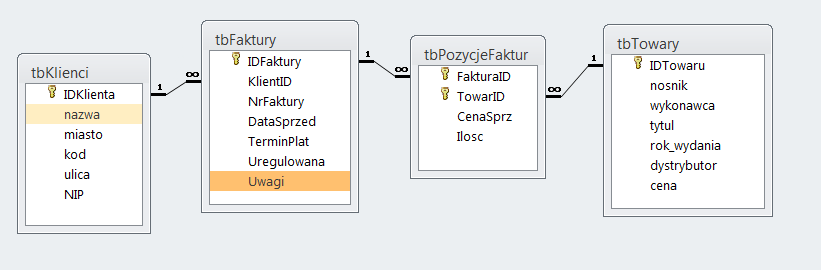 tbKlienci
IDKlienta
nazwa
miasto
kod
ulica
NIP
1
∞
tbFaktury
IDFaktury
KlientID
NrFaktury
DataSprzed
TerminPlat
Uregulowana
Uwagi
1
∞
tbPozycjeFaktur
FakturaID
TowarID
CenaSprz
Ilosc
∞
1
tbTowary
IDTowaru
nosnik
wykonawca
tytul
rok_wydania
dystrybutor
cena